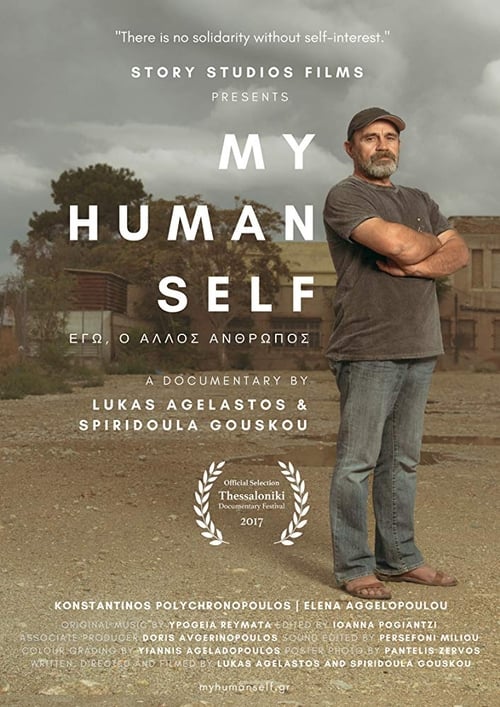 "There is no solidarity without self-interest."
STORY STUDIOS FILMS
PRESENTS
MY
HUMAN
SELF
ΕΓΩ, Ο ΑΛΛΟΣ ΑΝΘΡΩΠΟΣ
A DOCUMENTARY BY
LUKAS AGELASTOS &
SPIRIDOULA GOUSKOU
Official Selection
Thessaloniki
Documentary Festival
2017
KONSTANTINOS POLYCHRONOPOULOS | ELENA AGGELOPOULOU
ORIGINAL MUSIC BY YPOGEIA REYMATA EDITED BY IOANNA POGIANTZI
ASSOCIATE PRODUCER DORIS AVGERINOPOULOS SOUND EDITED BY PERSEFONI MILIOU
COLOUR GRADING BY YIANNIS AGELADOPOULOS POSTER PHOTO BY PANTELIS ZERVOS
WRITTEN, DIRECTED AND FILMED BY LUKAS AGELASTOS AND SPIRIDOULA GOUSKOU
myhumanself.gr